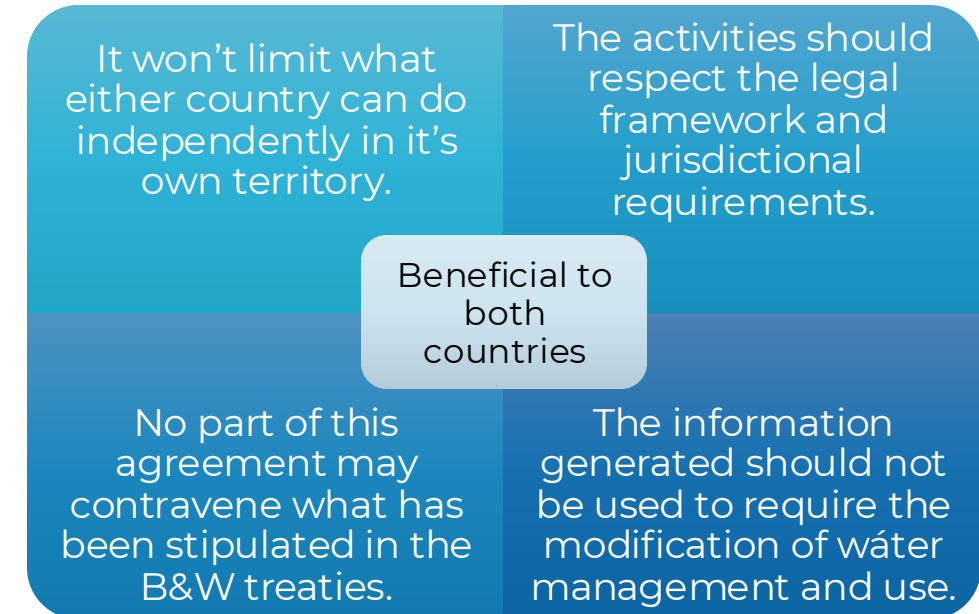 It won’t limit what
either country can do
independently in it’s
own territory.
The activities should
respect the legal
framework and
jurisdictional
requirements.
Beneficial to
both
countries
No part of this
agreement may
contravene what has
been stipulated in the
B&W treaties.
The information
generated should not
be used to require the
modification of wáter
management and use.